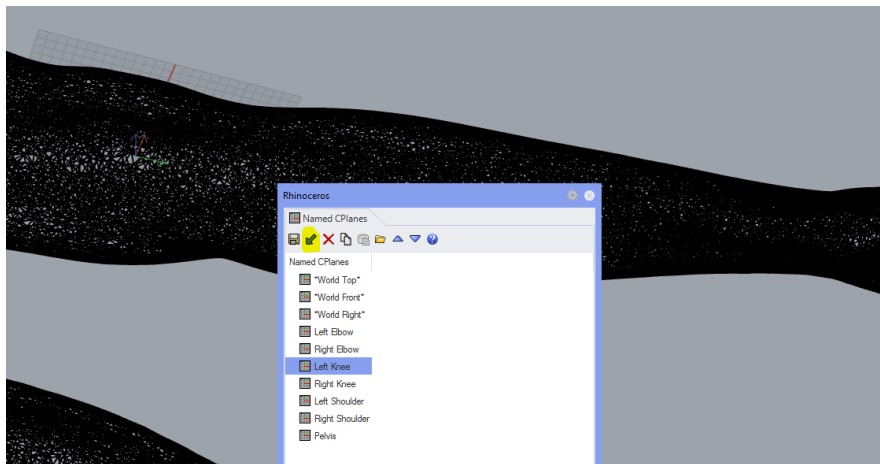 Rhinoceros
Named CPlanes
Named CPlanes
"World Top"
"World Front"
"World Right"
Left Elbow
Right Elbow
Left Knee
Right Knee
Left Shoulder
Right Shoulder
Pelvis